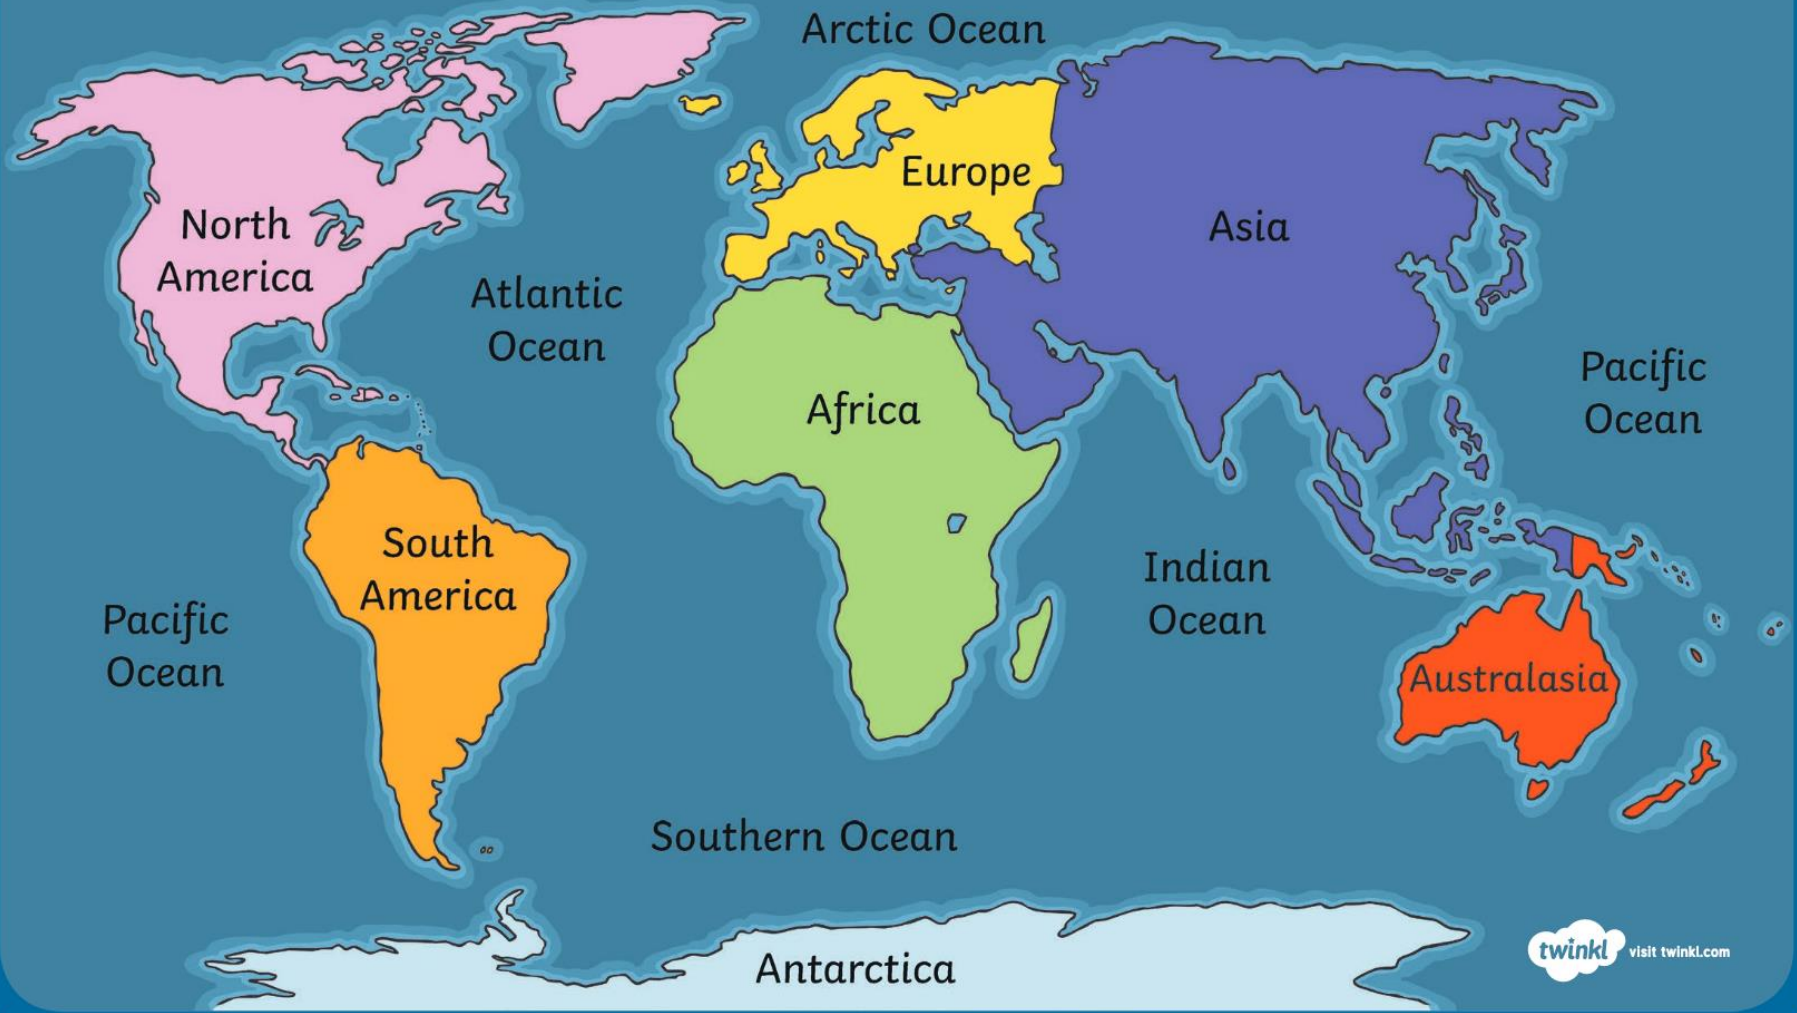 Arctic Ocean
Europe
North
America
Asia
Atlantic
Ocean
Pacific
Ocean
Africa
South
America
Indian
Ocean
Pacific
Ocean
Australasia
Southern Ocean
Antarctica
twinkl visit twinkl.com